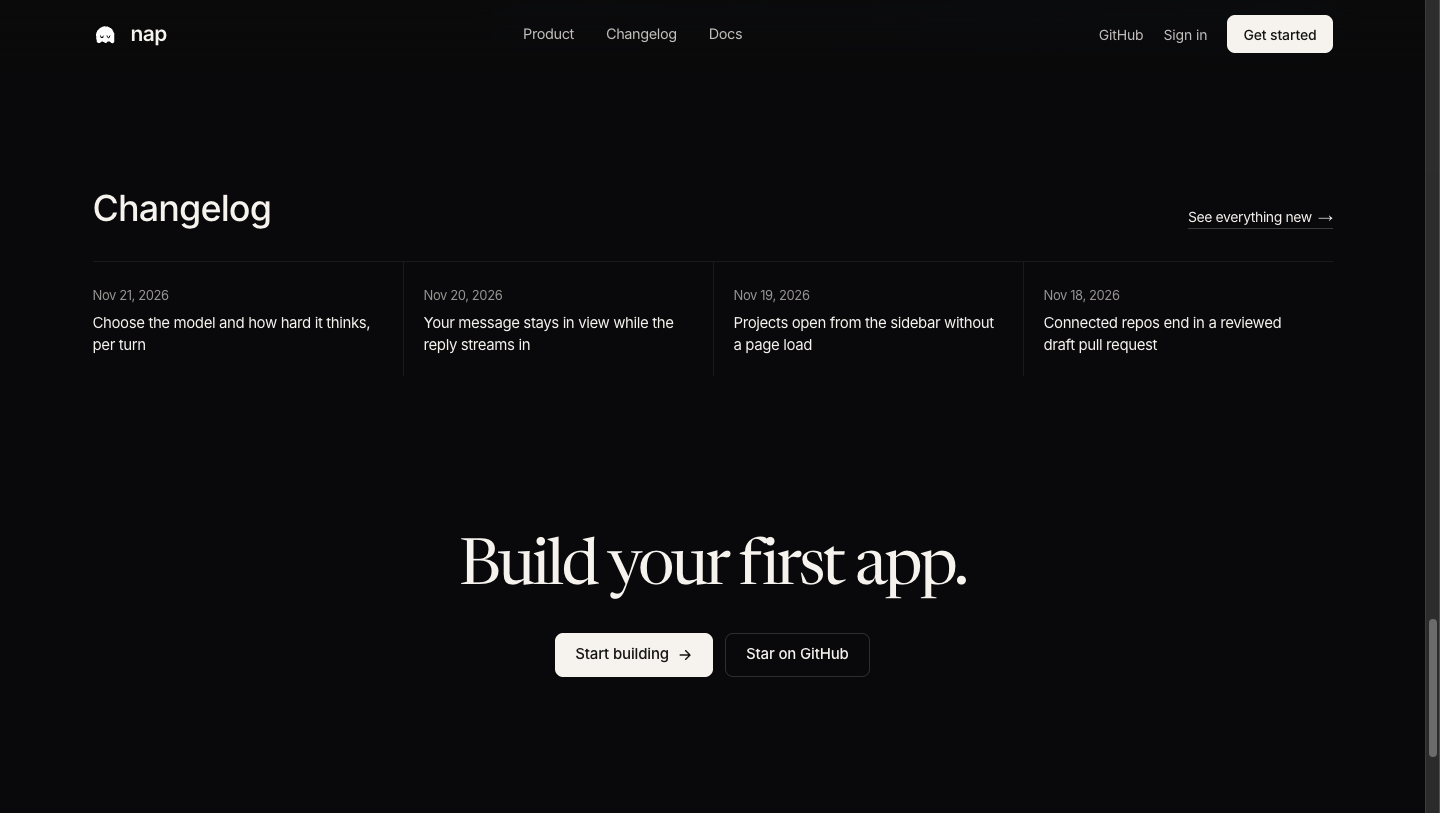 nap
Product
Changelog
Docs
GitHub
Sign in
Get started
Changelog
See everything new →
Nov 21, 2026
Choose the model and how hard it thinks,
per turn
Nov 20, 2026
Your message stays in view while the
reply streams in
Nov 19, 2026
Projects open from the sidebar without
a page load
Nov 18, 2026
Connected repos end in a reviewed
draft pull request
Build your first app.
Start building →
Star on GitHub